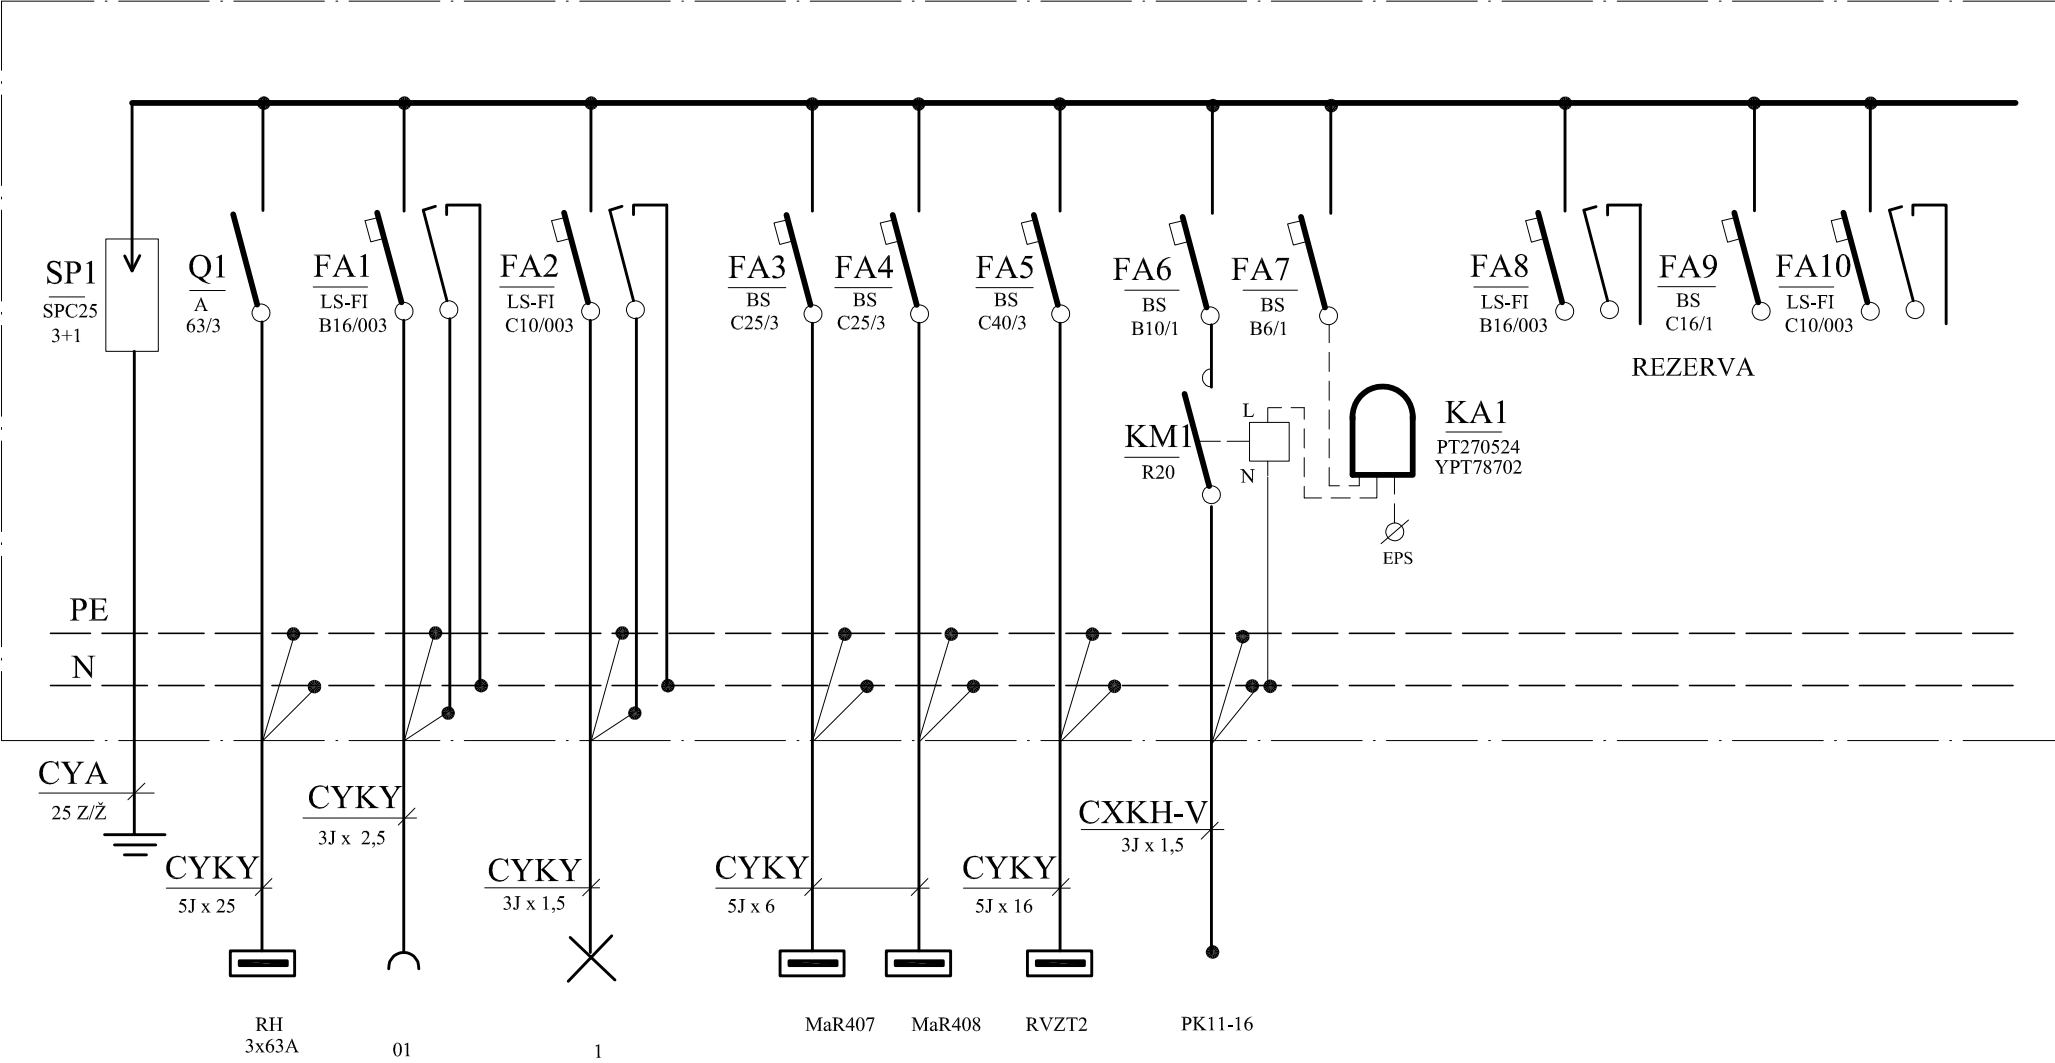 SP1
SPC25
3+1
Q1
A
63/3
FA1
LS-FI
B16/003
FA2
LS-FI
C10/003
FA3
BS
C25/3
FA4
BS
C25/3
FA5
BS
C40/3
FA6
BS
B10/1
FA7
BS
B6/1
FA8
LS-FI
B16/003
FA9
BS
C16/1
FA10
LS-FI
C10/003
REZERVA
KM1
R20
L
N
KA1
PT270524
YPT78702
EPS
PE
N
CYA
25 Z/Ž
CYKY
5J x 25
CYKY
3J x 2,5
CYKY
3J x 1,5
CYKY
5J x 6
CYKY
5J x 16
CXKH-V
3J x 1,5
RH
3x63A
01
1
MaR407
MaR408
RVZT2
PK11-16